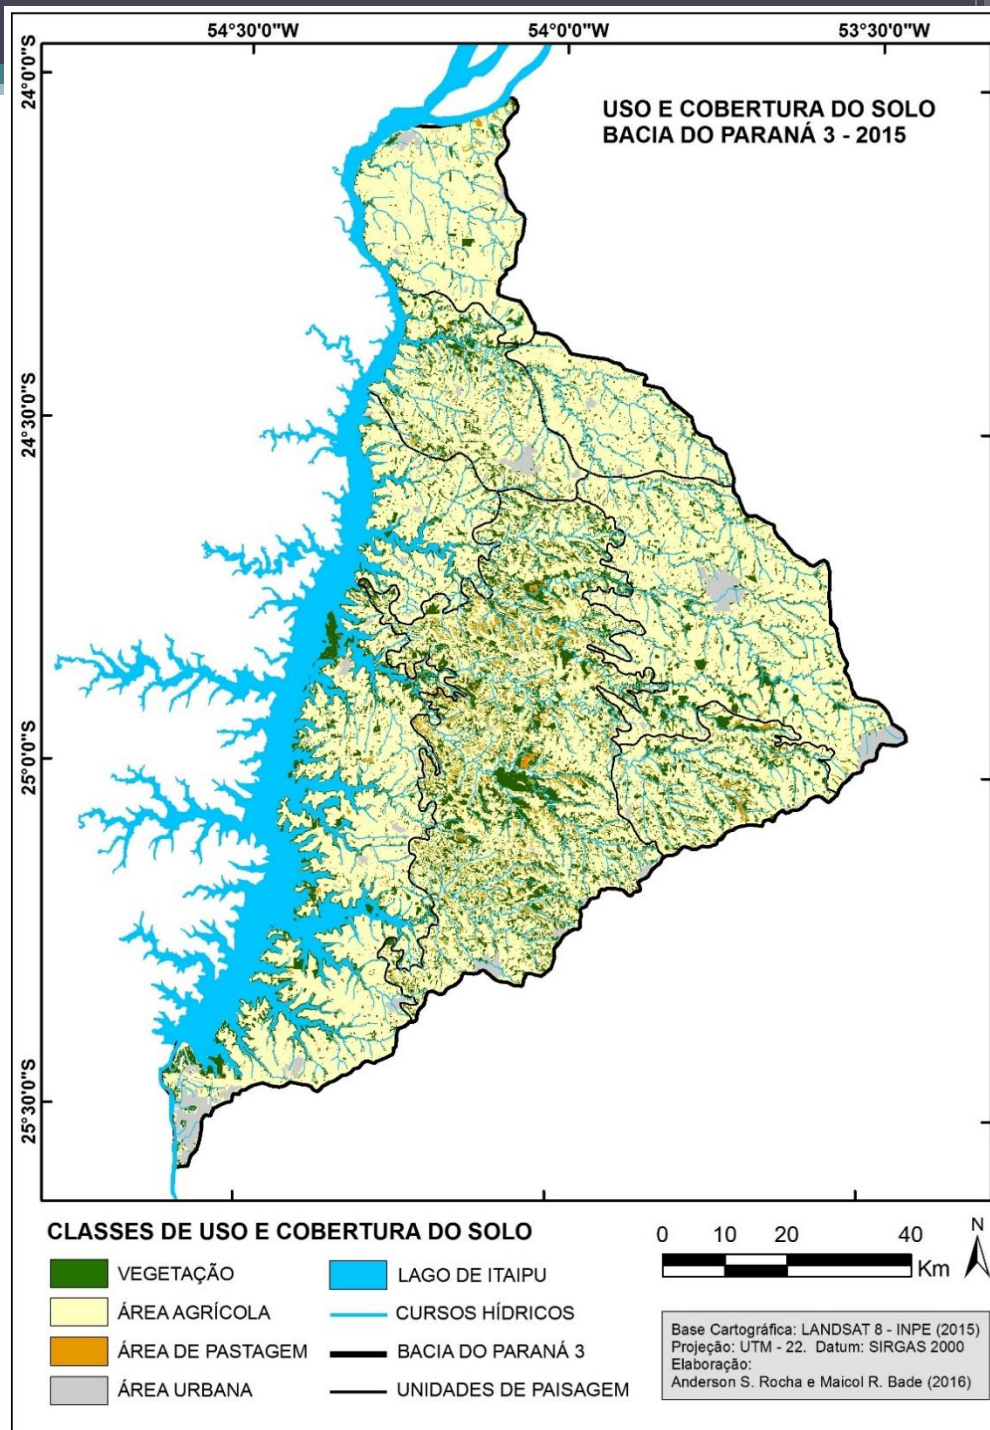 54°30'0"W 54°0'0"W 53°30'0"W
24°0'0"S
24°30'0"S
25°0'0"S
25°30'0"S
USO E COBERTURA DO SOLO
BACIA DO PARANÁ 3 - 2015
CLASSES DE USO E COBERTURA DO SOLO
VEGETAÇÃO
ÁREA AGRÍCOLA
ÁREA DE PASTAGEM
ÁREA URBANA
LAGO DE ITAIPU
CURSOS HÍDRICOS
BACIA DO PARANÁ 3
UNIDADES DE PAISAGEM
0 10 20 40
Km
N
Base Cartográfica: LANDSAT 8 - INPE (2015)
Projeção: UTM - 22. Datum: SIRGAS 2000
Elaboração:
Anderson S. Rocha e Maicol R. Bade (2016)